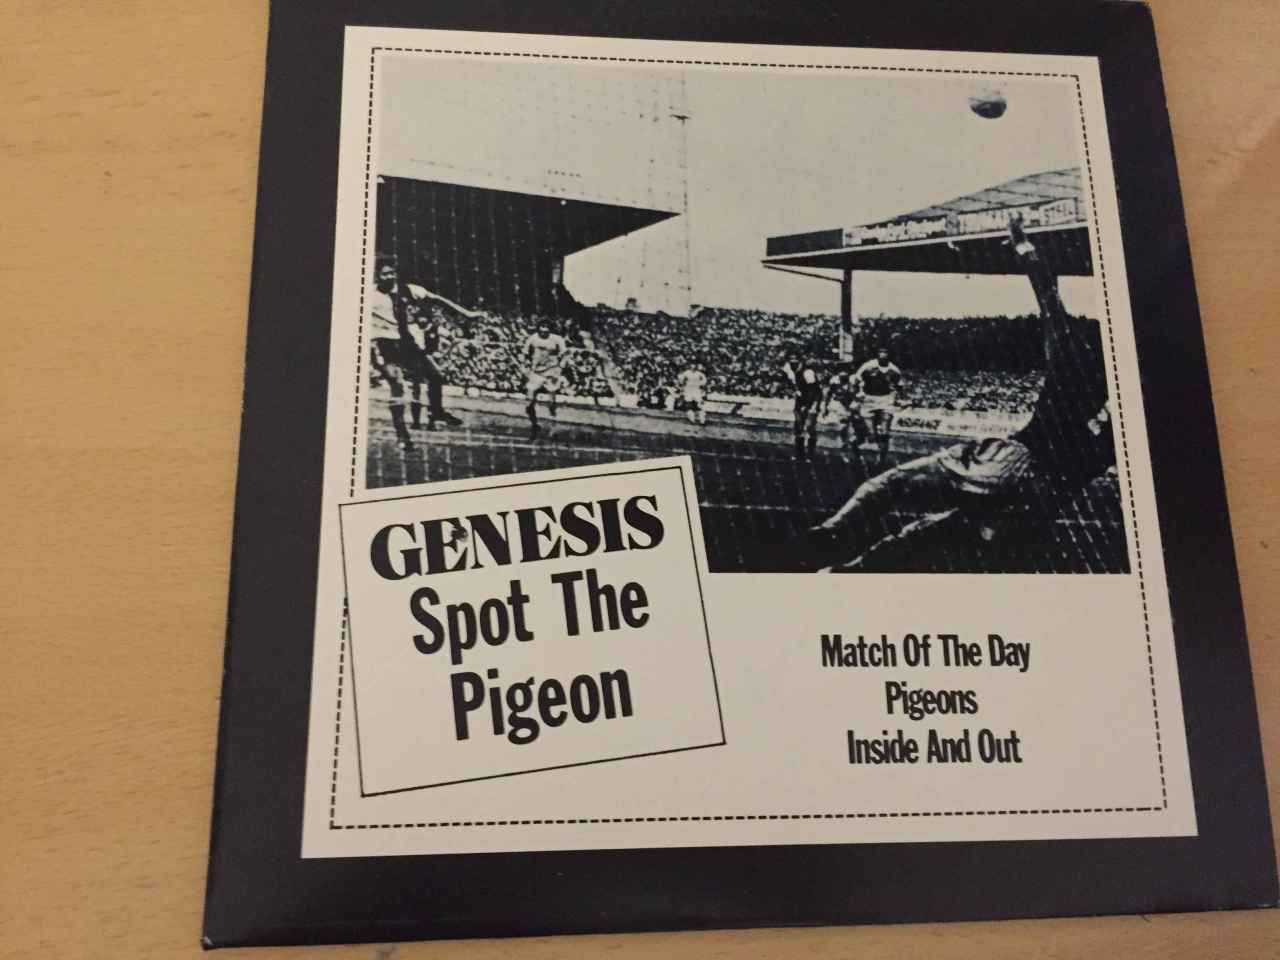 GENESIS
Spot The
Pigeon
Match Of The Day
Pigeons
Inside And Out